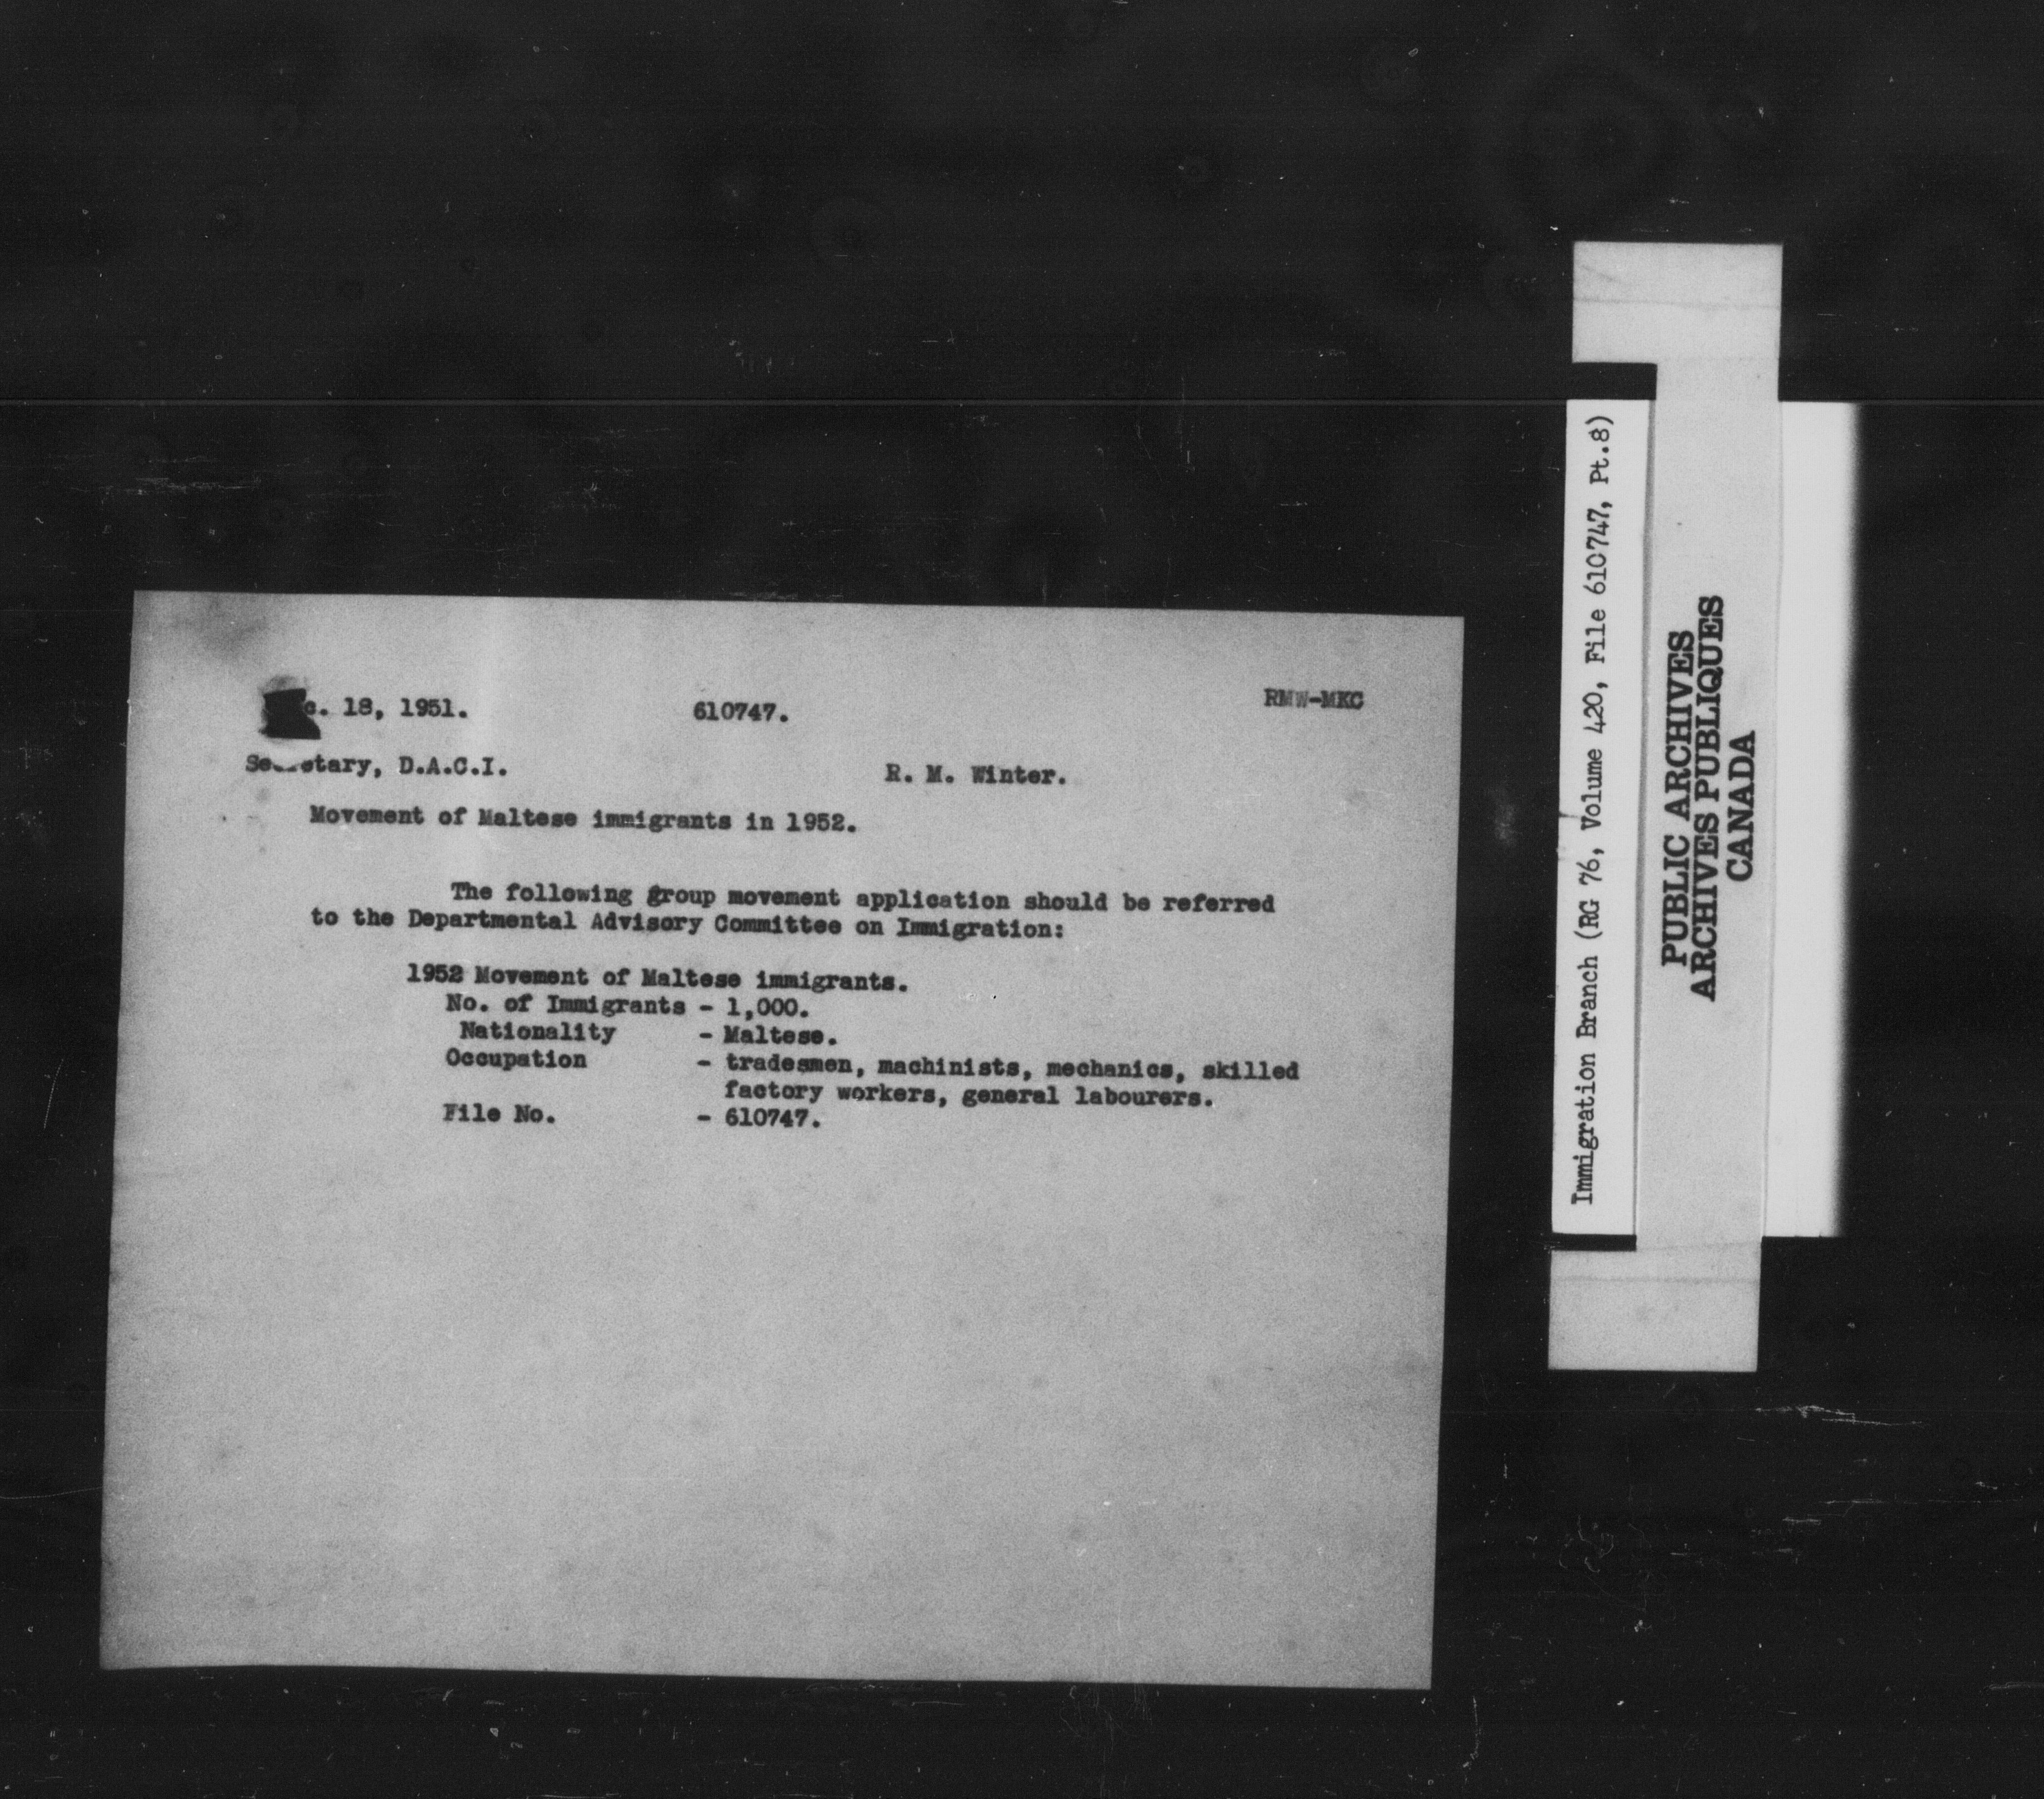 c. 18, 1951. 610747. RMW-MKC
Secretary, D.A.C.I. R. M. Winter.
Movement of Maltese immigrants in 1952.
The following group movement application should be referred
to the Departmental Advisory Committee on Immigration:
1952 Movement of Maltese immigrants.
No. of Immigrants - 1,000.
Nationality - Maltese.
Occupation - tradesmen, machinists, mechanics, skilled
factory workers, general labourers.
File No. - 610747.
Immigration Branch (RG 76, Volume 420, File 610747, Pt.8)
PUBLIC ARCHIVES
ARCHIVES PUBLIQUES
CANADA